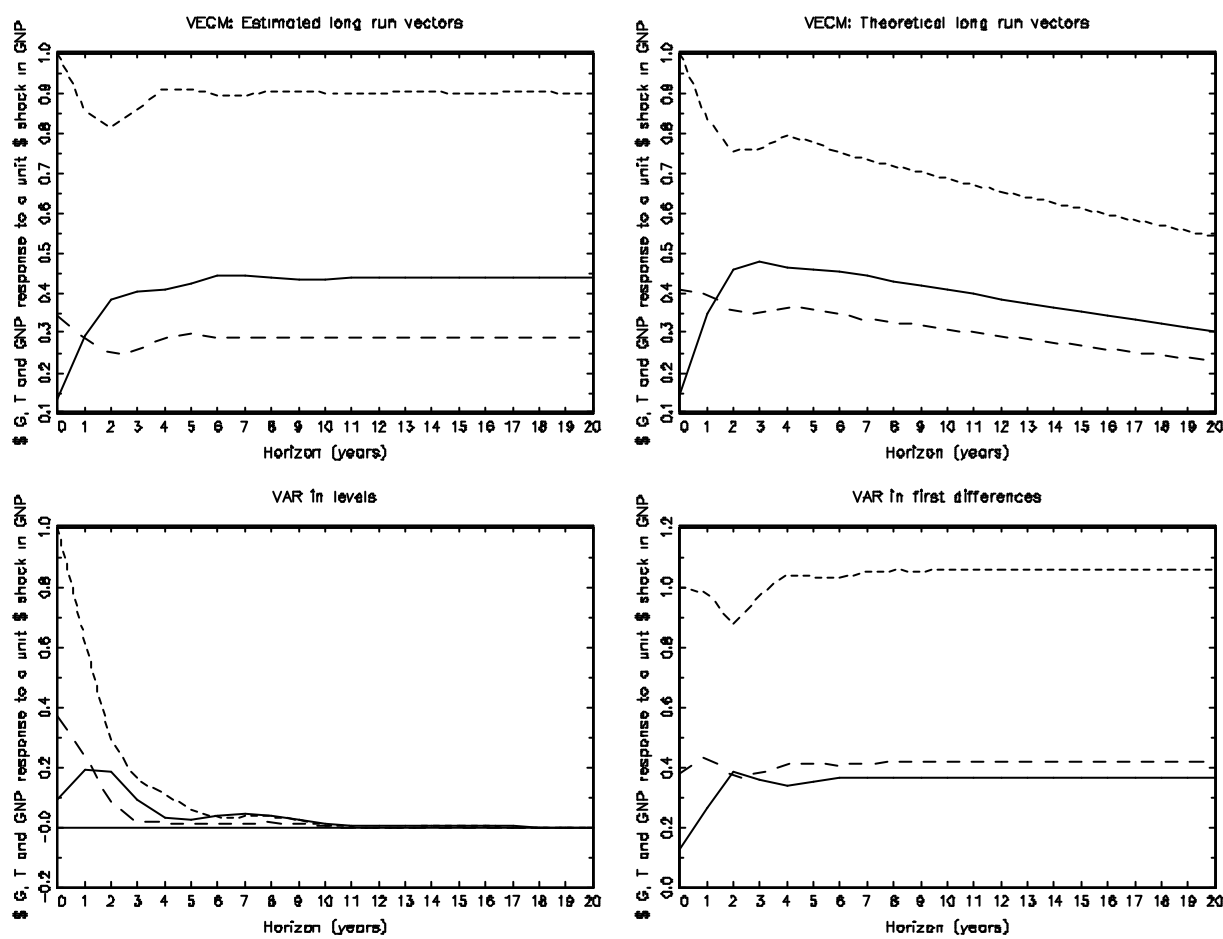 VECM: Estimated long run vectors
$ G, T and GNP response to a unit $ shock in GNP
1.0
0.9
0.8
0.7
0.6
0.5
0.4
0.3
0.2
0.1
0 1 2 3 4 5 6 7 8 9 10 11 12 13 14 15 16 17 18 19 20
Horizon (years)
VECM: Theoretical long run vectors
$ G, T and GNP response to a unit $ shock in GNP
1.0
0.9
0.8
0.7
0.6
0.5
0.4
0.3
0.2
0.1
0 1 2 3 4 5 6 7 8 9 10 11 12 13 14 15 16 17 18 19 20
Horizon (years)
VAR in levels
$ G, T and GNP response to a unit $ shock in GNP
1.0
0.8
0.6
0.4
0.2
-0.0
-0.2
0 1 2 3 4 5 6 7 8 9 10 11 12 13 14 15 16 17 18 19 20
Horizon (years)
VAR in first differences
$ G, T and GNP response to a unit $ shock in GNP
1.2
1.0
0.8
0.6
0.4
0.2
0.0
0 1 2 3 4 5 6 7 8 9 10 11 12 13 14 15 16 17 18 19 20
Horizon (years)